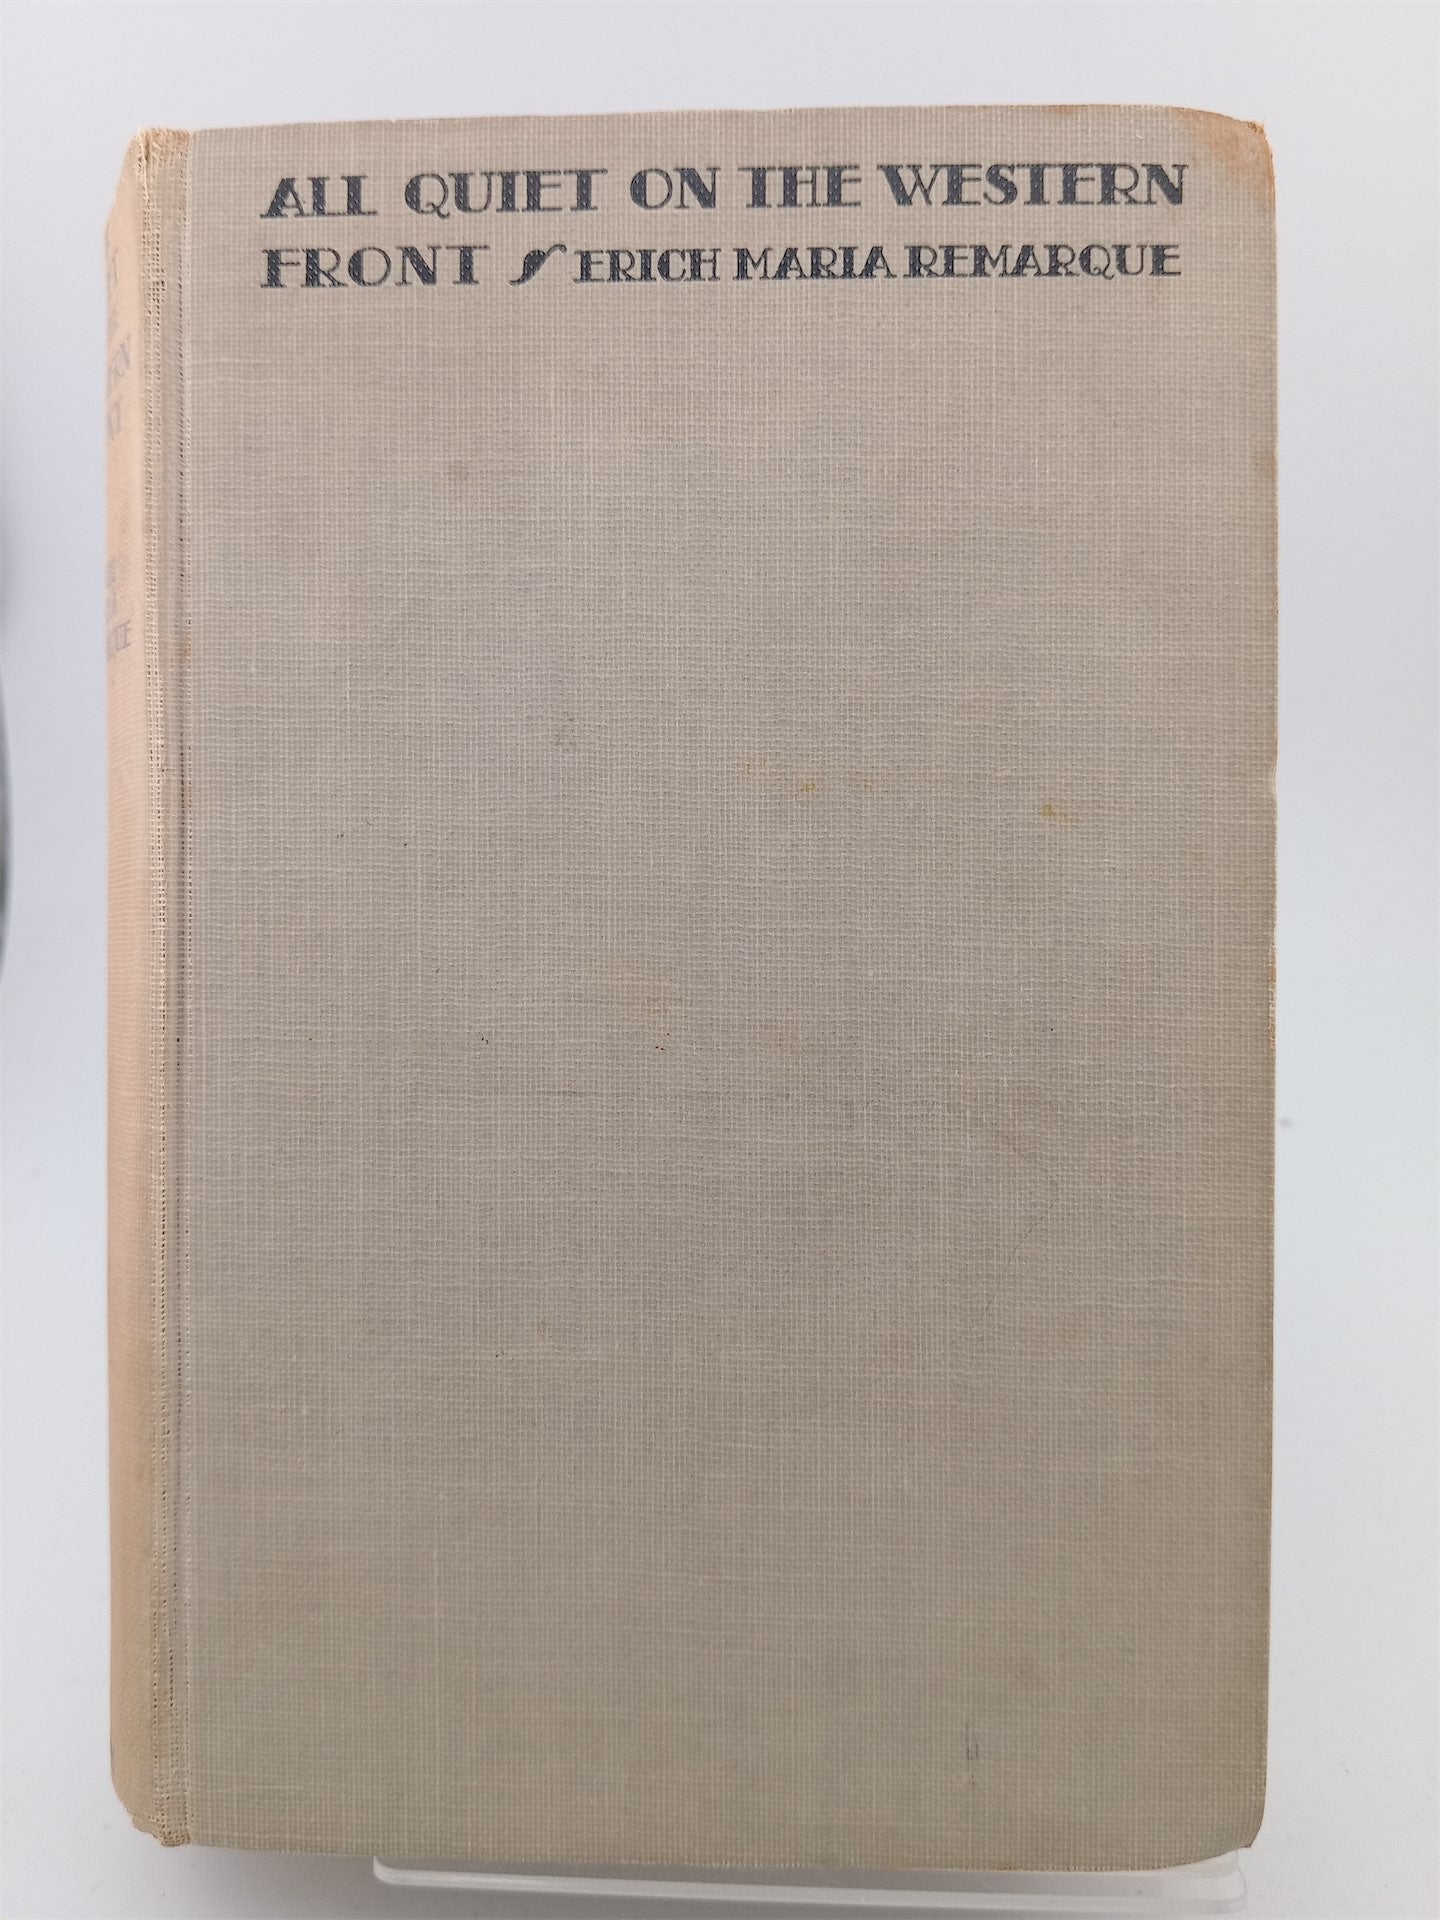 ALL QUIET ON THE WESTERN
FRONT ERICH MARIA REMARQUE